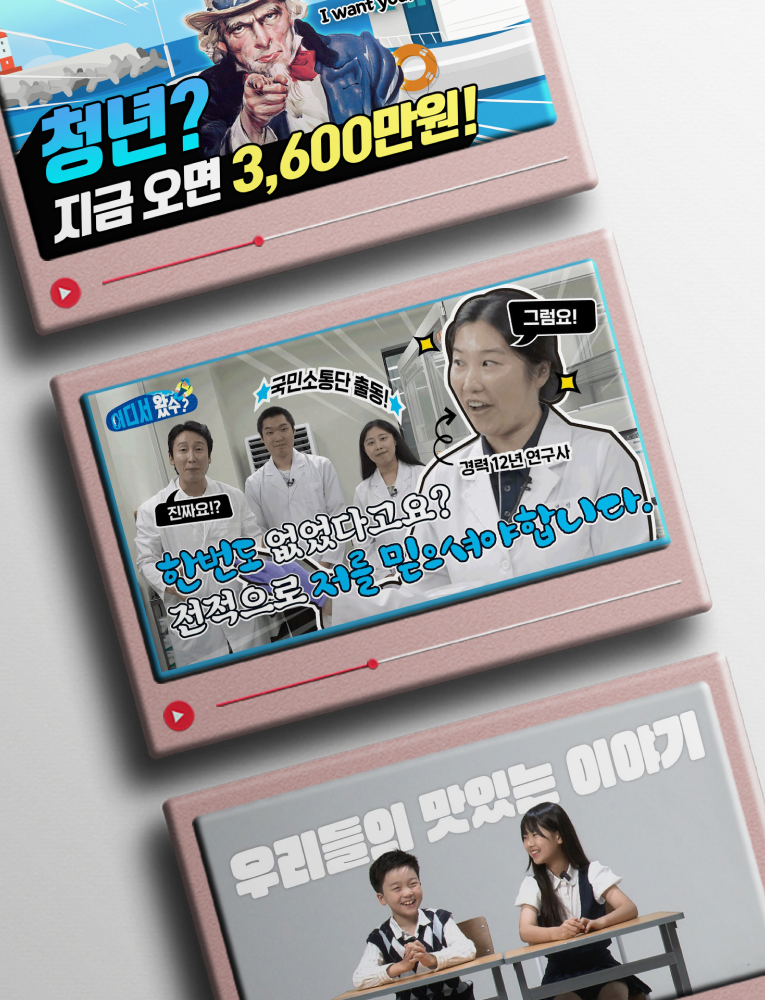 I want you
청년?
지금 오면 3,600만원!
어디서 왔수?
국민소통단 출동!
그럼요!
경력 12년 연구사
진짜요!?
한번도 없었다고요?
전적으로 저를 믿으셔야합니다.
우리들의 맛있는 이야기